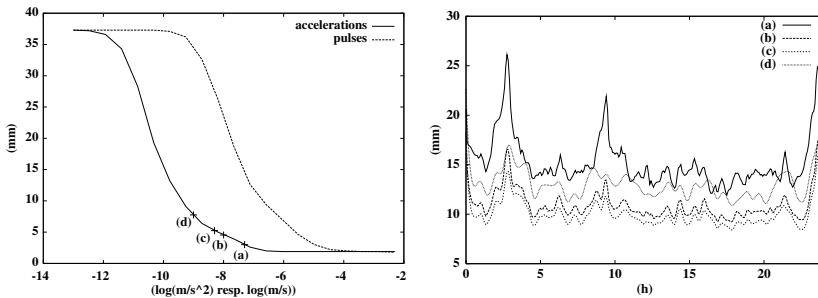 40
35
30
25
20
15
10
5
0
(mm)
accelerations
pulses
(d)
(c)
(b)
(a)
-14 -12 -10 -8 -6 -4 -2
(log(m/s^2) resp. log(m/s))
30
25
20
15
10
5
(mm)
(a)
(b)
(c)
(d)
0 5 10 15 20
(h)